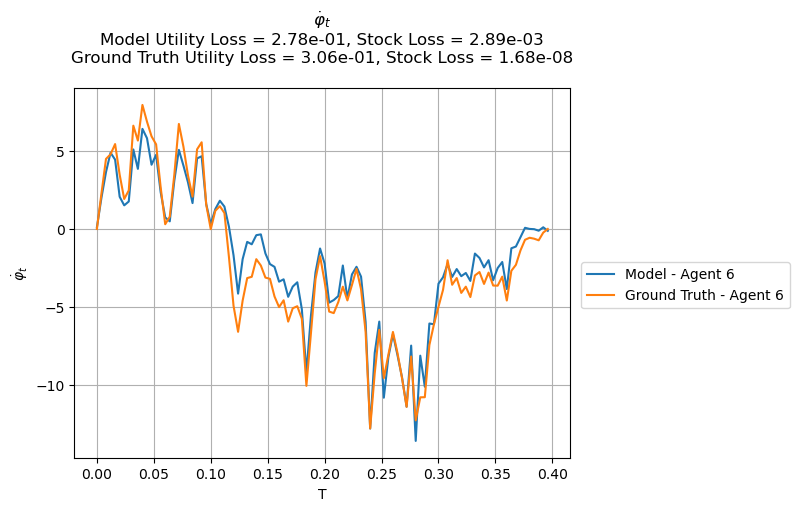 φ̇ₜ
Model Utility Loss = 2.78e-01, Stock Loss = 2.89e-03
Ground Truth Utility Loss = 3.06e-01, Stock Loss = 1.68e-08
5
0
−5
−10
φ̇ₜ
0.00 0.05 0.10 0.15 0.20 0.25 0.30 0.35 0.40
T
Model - Agent 6
Ground Truth - Agent 6